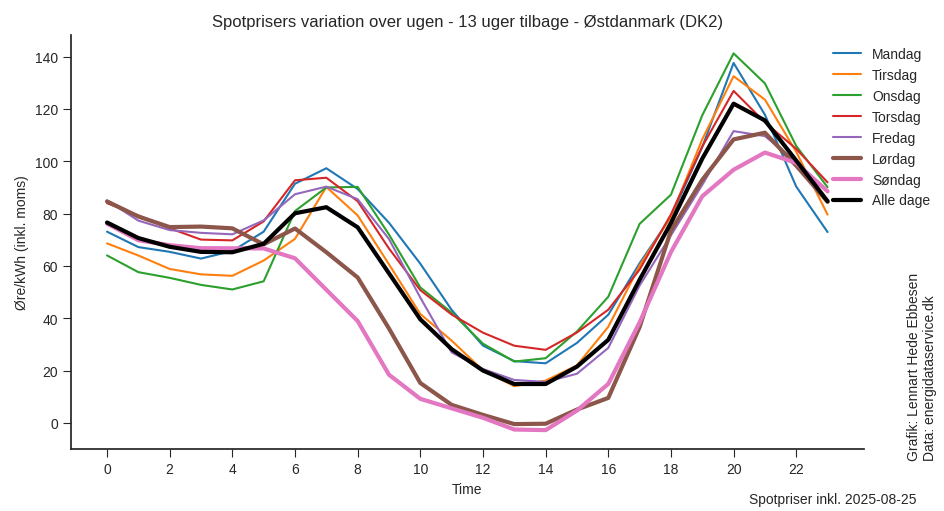 Spotprisers variation over ugen - 13 uger tilbage - Østdanmark (DK2)
Øre/kWh (inkl. moms)
140
120
100
80
60
40
20
0
0 2 4 6 8 10 12 14 16 18 20 22
Time
Mandag
Tirsdag
Onsdag
Torsdag
Fredag
Lørdag
Søndag
Alle dage
Grafik: Lennart Hede Ebbesen
Data: energidataservice.dk
Spotpriser inkl. 2025-08-25